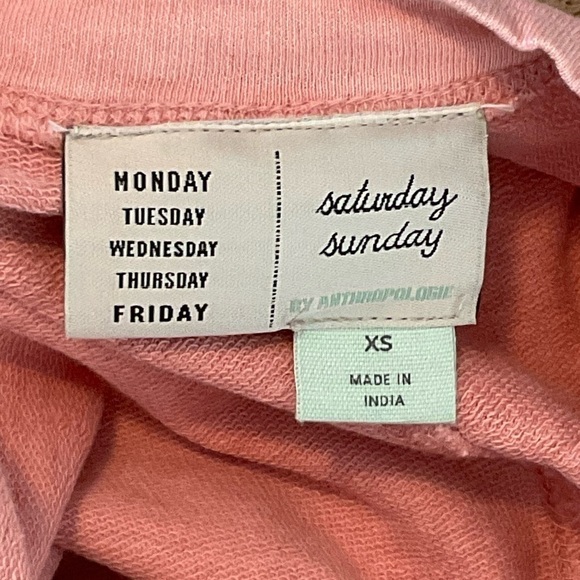 MONDAY
TUESDAY
WEDNESDAY
THURSDAY
FRIDAY
saturday
sunday
BY ANTHROPOLOGIE
XS
MADE IN
INDIA